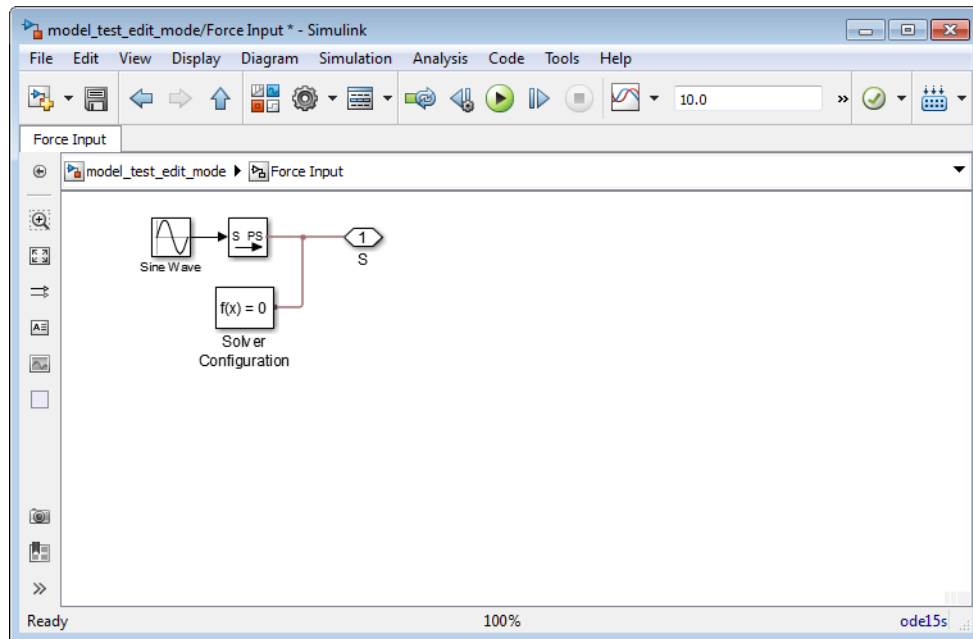 model_test_edit_mode/Force Input * - Simulink
File Edit View Display Diagram Simulation Analysis Code Tools Help
10.0 »
Force Input
model_test_edit_mode Force Input
S PS
1
Sine Wave
S
f(x) = 0
Solver
Configuration
A
»
Ready 100% ode15s